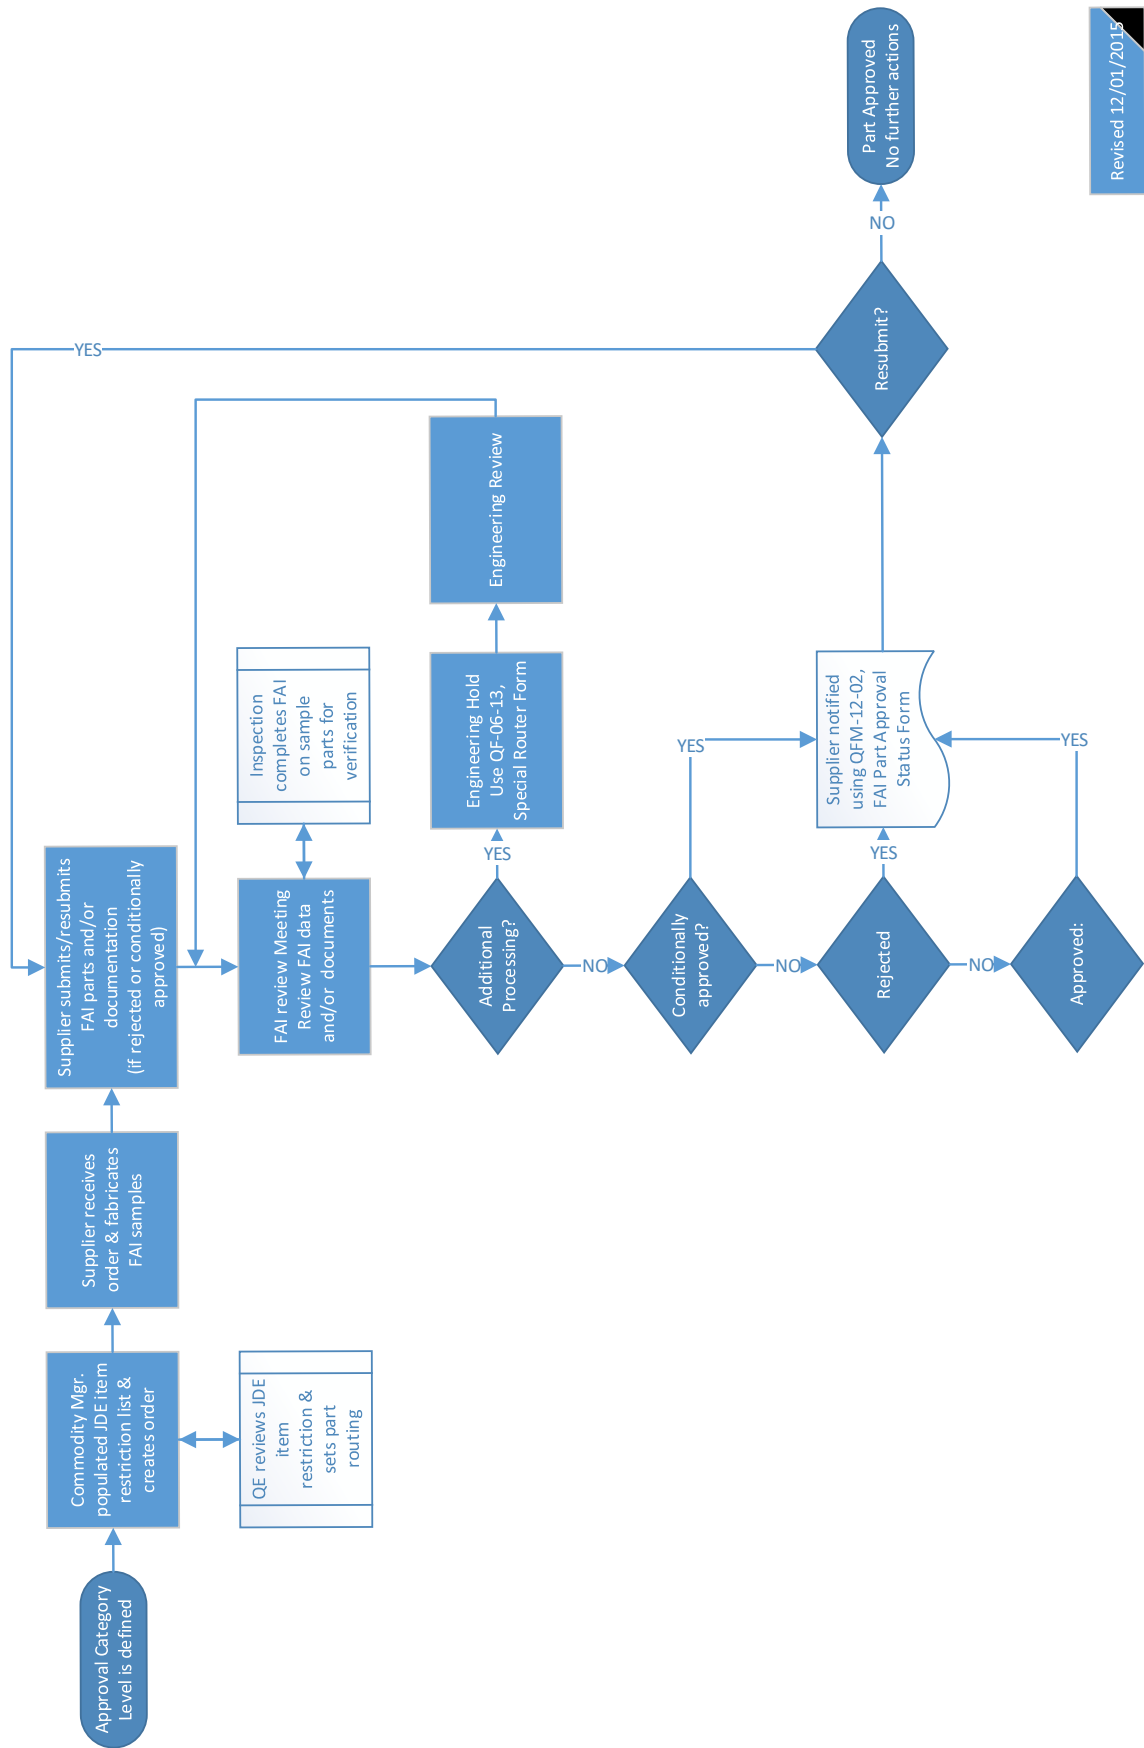 Approval Category
Level is defined
Commodity Mgr.
populated JDE item
restriction list &
creates order
QE reviews JDE
item
restriction &
sets part
routing
Supplier receives
order & fabricates
FAI samples
Supplier submits/resubmits
FAI parts and/or
documentation
(if rejected or conditionally
approved)
FAI review Meeting
Review FAI data
and/or documents
Inspection
completes FAI
on sample
parts for
verification
Additional
Processing?
YES
Engineering Hold
Use QF-06-13,
Special Router Form
Engineering Review
NO
Conditionally
approved?
YES
NO
Rejected
YES
NO
Approved:
YES
Supplier notified
using QFM-12-02,
FAI Part Approval
Status Form
Resubmit?
YES
NO
Part Approved
No further actions
Revised 12/01/2015